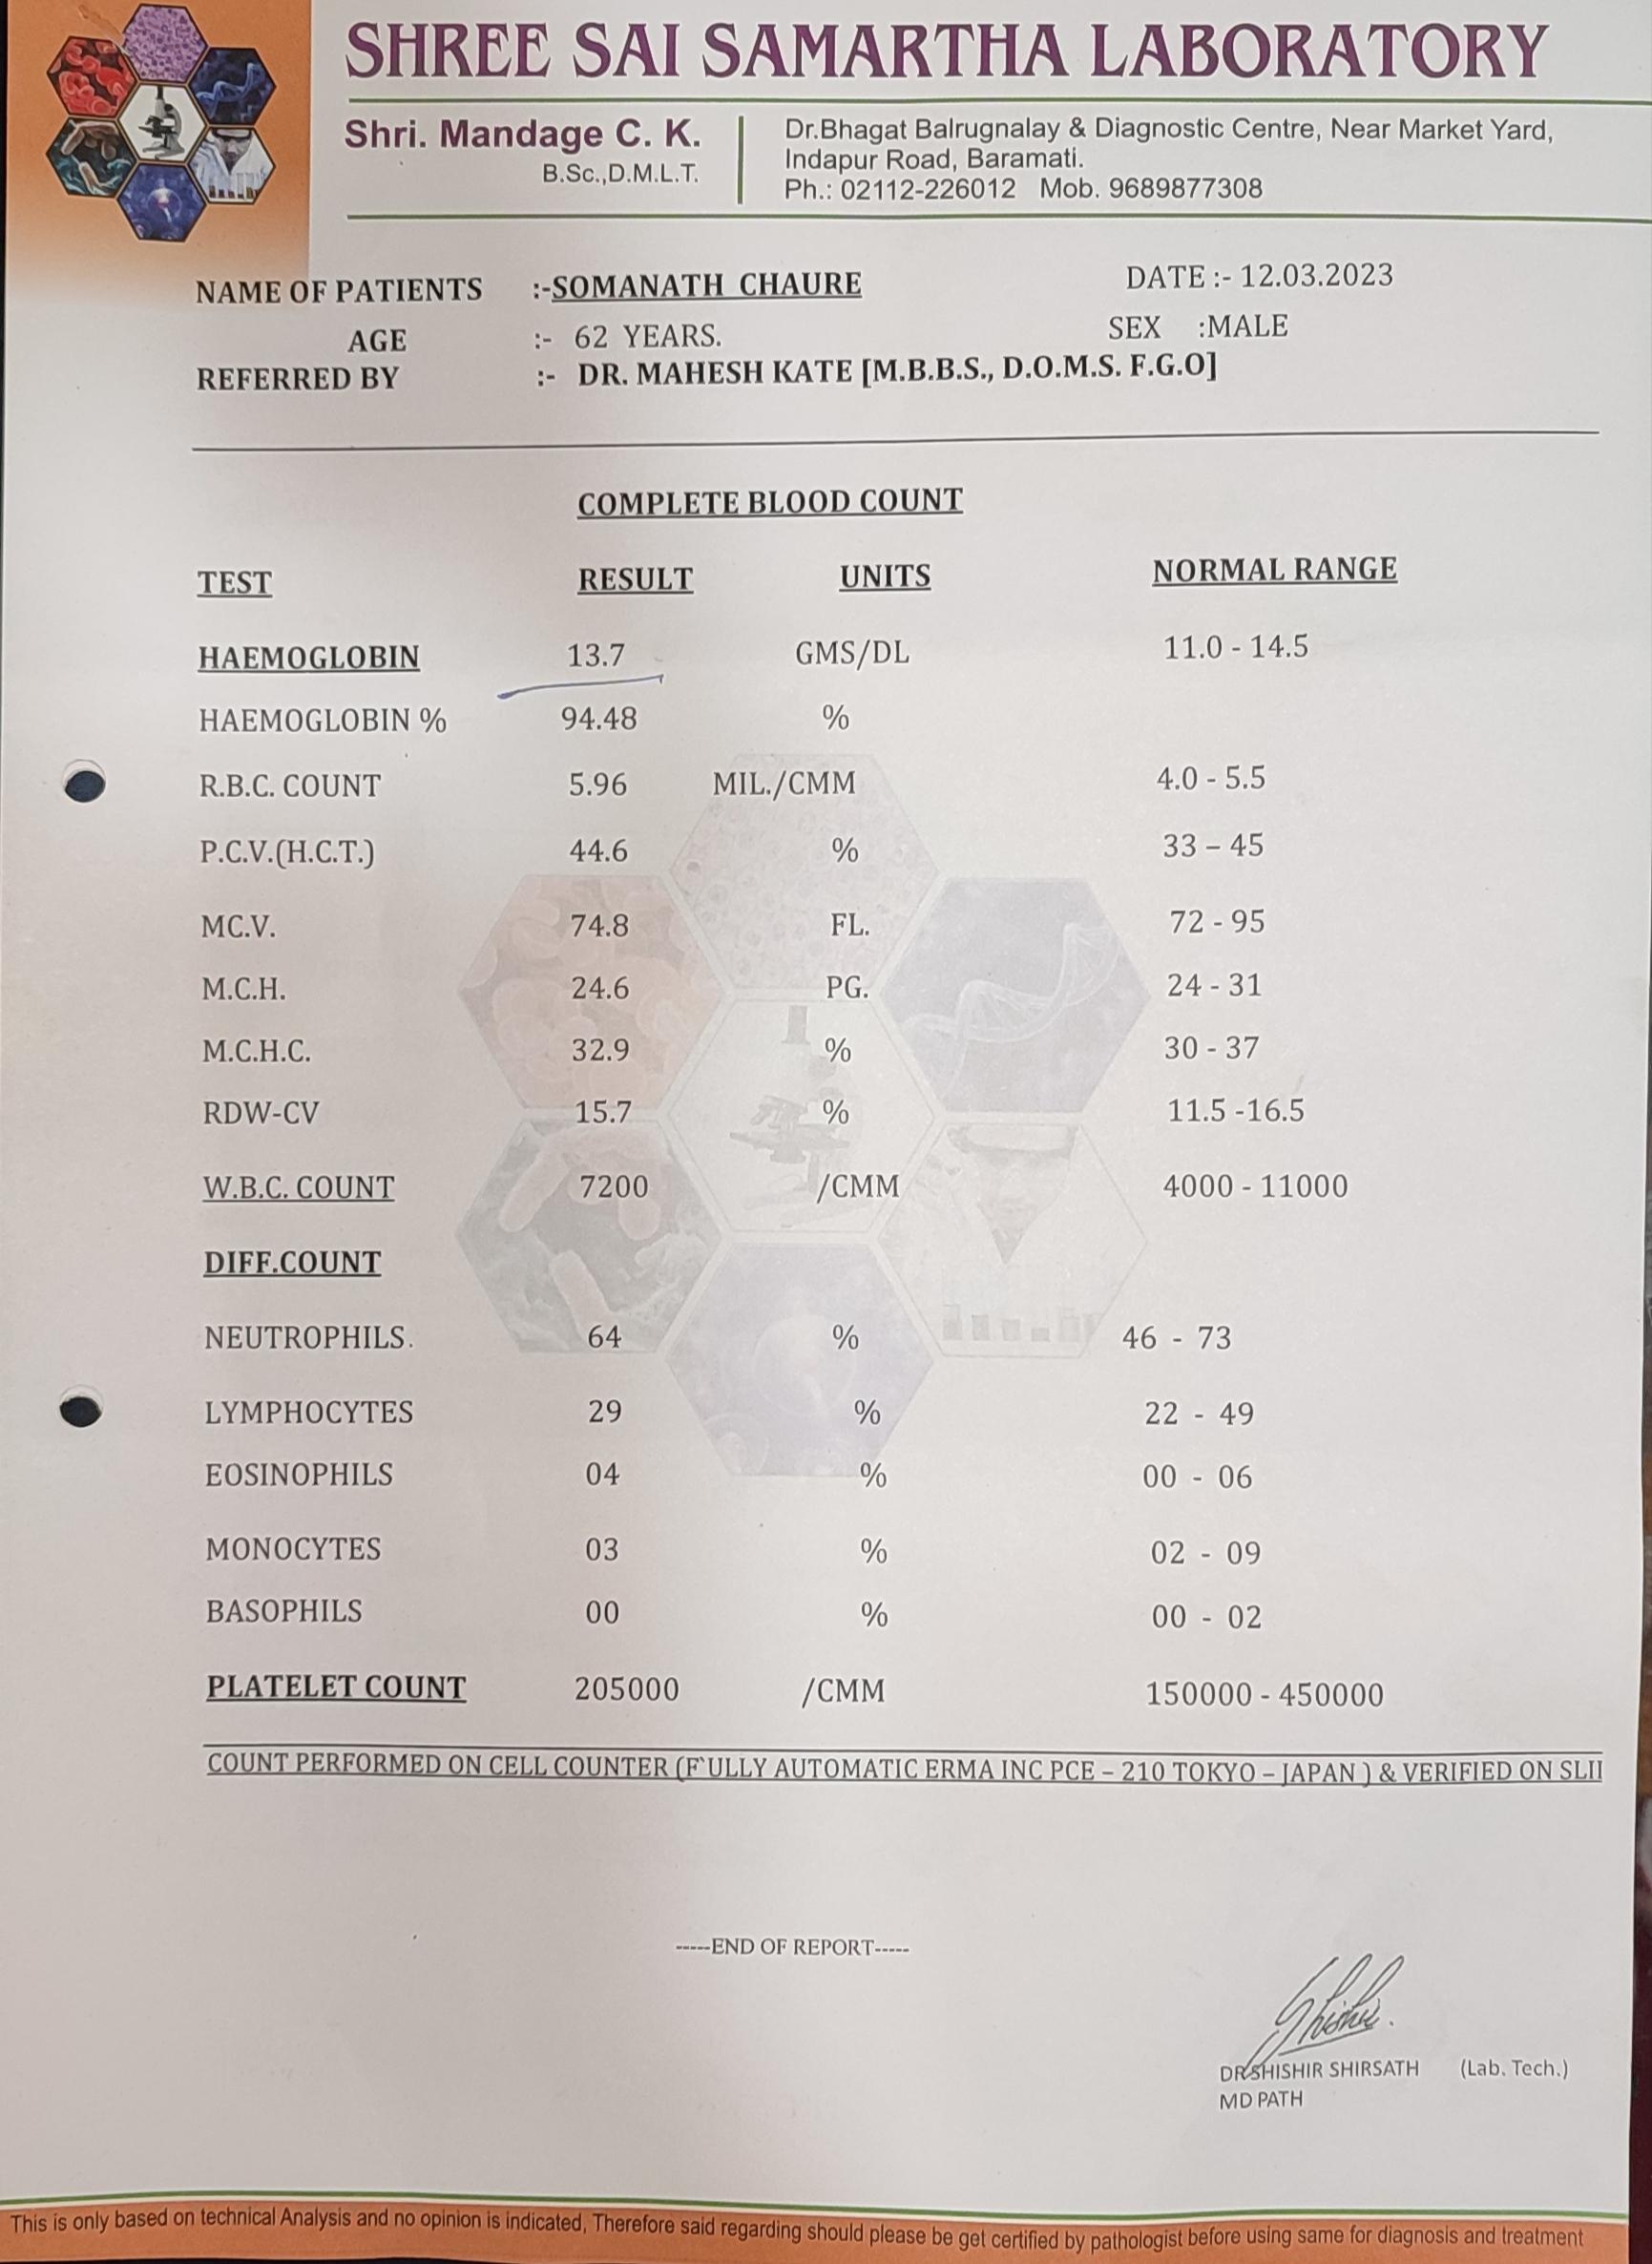 SHREE SAI SAMARTHA LABORATORY
Shri. Mandage C. K.
B.Sc.,D.M.L.T.
Dr.Bhagat Balrugnalay & Diagnostic Centre, Near Market Yard,
Indapur Road, Baramati.
Ph.: 02112-226012 Mob. 9689877308
NAME OF PATIENTS :-SOMANATH CHAURE DATE :- 12.03.2023
AGE :- 62 YEARS. SEX :MALE
REFERRED BY :- DR. MAHESH KATE [M.B.B.S., D.O.M.S. F.G.O]
COMPLETE BLOOD COUNT
TEST RESULT UNITS NORMAL RANGE
HAEMOGLOBIN 13.7 GMS/DL 11.0 - 14.5
HAEMOGLOBIN % 94.48 %
R.B.C. COUNT 5.96 MIL./CMM 4.0 - 5.5
P.C.V.(H.C.T.) 44.6 % 33 – 45
MC.V. 74.8 FL. 72 - 95
M.C.H. 24.6 PG. 24 - 31
M.C.H.C. 32.9 % 30 - 37
RDW-CV 15.7 % 11.5 -16.5
W.B.C. COUNT 7200 /CMM 4000 - 11000
DIFF.COUNT
NEUTROPHILS. 64 % 46 - 73
LYMPHOCYTES 29 % 22 - 49
EOSINOPHILS 04 % 00 - 06
MONOCYTES 03 % 02 - 09
BASOPHILS 00 % 00 - 02
PLATELET COUNT 205000 /CMM 150000 - 450000
COUNT PERFORMED ON CELL COUNTER (F`ULLY AUTOMATIC ERMA INC PCE – 210 TOKYO – JAPAN ) & VERIFIED ON SLII
-----END OF REPORT-----
Shishir.
DR SHISHIR SHIRSATH (Lab. Tech.)
MD PATH
This is only based on technical Analysis and no opinion is indicated, Therefore said regarding should please be get certified by pathologist before using same for diagnosis and treatment